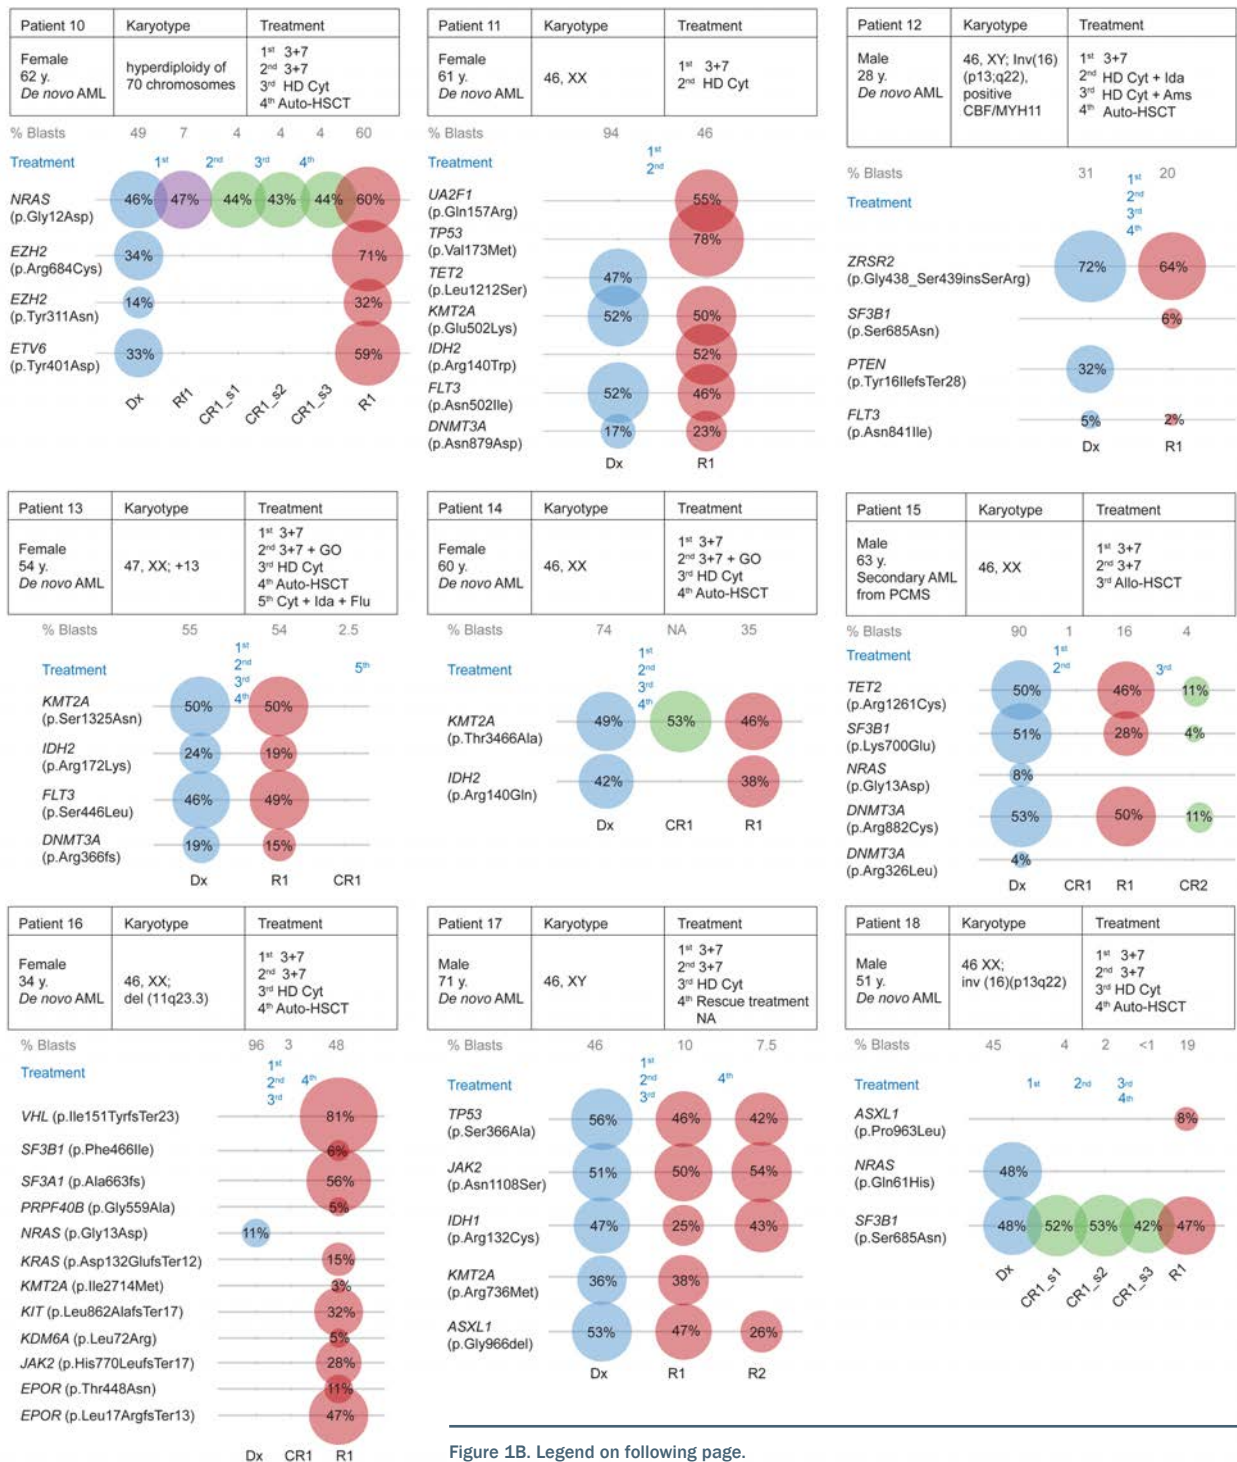 Patient 10 Karyotype Treatment
Female
62 y.
De novo AML
hyperdiploidy of
70 chromosomes
1st 3+7
2nd 3+7
3rd HD Cyt
4th Auto-HSCT
% Blasts 49 7 4 4 4 60
Treatment 1st 2nd 3rd 4th
NRAS
(p.Gly12Asp)
46% 47% 44% 43% 44% 60%
EZH2
(p.Arg684Cys)
34% 71%
EZH2
(p.Tyr311Asn)
14% 32%
ETV6
(p.Tyr401Asp)
33% 59%
Dx Rf1 CR1_s1 CR1_s2 CR1_s3 R1
Patient 11 Karyotype Treatment
Female
61 y.
De novo AML
46, XX
1st 3+7
2nd HD Cyt
% Blasts 94 46
Treatment
1st
2nd
UA2F1
(p.Gln157Arg)
55%
TP53
(p.Val173Met)
78%
TET2
(p.Leu1212Ser)
47%
KMT2A
(p.Glu502Lys)
52% 50%
IDH2
(p.Arg140Trp)
52%
FLT3
(p.Asn502Ile)
52% 46%
DNMT3A
(p.Asn879Asp)
17% 23%
Dx R1
Patient 12 Karyotype Treatment
Male
28 y.
De novo AML
46, XY; Inv(16)
(p13;q22),
positive
CBF/MYH11
1st 3+7
2nd HD Cyt + Ida
3rd HD Cyt + Ams
4th Auto-HSCT
% Blasts 31 20
Treatment
1st
2nd
3rd
4th
ZRSR2
(p.Gly438_Ser439insSerArg)
72% 64%
SF3B1
(p.Ser685Asn)
6%
PTEN
(p.Tyr16IlefsTer28)
32%
FLT3
(p.Asn841Ile)
5% 2%
Dx R1
Patient 13 Karyotype Treatment
Female
54 y.
De novo AML
47, XX; +13
1st 3+7
2nd 3+7 + GO
3rd HD Cyt
4th Auto-HSCT
5th Cyt + Ida + Flu
% Blasts 55 54 2.5
Treatment
1st
2nd
3rd
4th
5th
KMT2A
(p.Ser1325Asn)
50% 50%
IDH2
(p.Arg172Lys)
24% 19%
FLT3
(p.Ser446Leu)
46% 49%
DNMT3A
(p.Arg366fs)
19% 15%
Dx R1 CR1
Patient 14 Karyotype Treatment
Female
60 y.
De novo AML
46, XX
1st 3+7
2nd 3+7 + GO
3rd HD Cyt
4th Auto-HSCT
% Blasts 74 NA 35
Treatment
1st
2nd
3rd
4th
KMT2A
(p.Thr3466Ala)
49% 53% 46%
IDH2
(p.Arg140Gln)
42% 38%
Dx CR1 R1
Patient 15 Karyotype Treatment
Male
63 y.
Secondary AML
from PCMS
46, XX
1st 3+7
2nd 3+7
3rd Allo-HSCT
% Blasts 90 1 16 4
Treatment
1st
2nd
3rd
TET2
(p.Arg1261Cys)
50% 46% 11%
SF3B1
(p.Lys700Glu)
51% 28% 4%
NRAS
(p.Gly13Asp)
8%
DNMT3A
(p.Arg882Cys)
53% 50% 11%
DNMT3A
(p.Arg326Leu)
4%
Dx CR1 R1 CR2
Patient 16 Karyotype Treatment
Female
34 y.
De novo AML
46, XX;
del (11q23.3)
1st 3+7
2nd 3+7
3rd HD Cyt
4th Auto-HSCT
% Blasts 96 3 48
Treatment
1st
2nd
3rd
4th
VHL (p.Ile151TyrfsTer23) 81%
SF3B1 (p.Phe466Ile) 6%
SF3A1 (p.Ala663fs) 56%
PRPF40B (p.Gly559Ala) 5%
NRAS (p.Gly13Asp) 11%
KRAS (p.Asp132GlufsTer12) 15%
KMT2A (p.Ile2714Met) 3%
KIT (p.Leu862AlafsTer17) 32%
KDM6A (p.Leu72Arg) 5%
JAK2 (p.His770LeufsTer17) 28%
EPOR (p.Thr448Asn) 11%
EPOR (p.Leu17ArgfsTer13) 47%
Dx CR1 R1
Patient 17 Karyotype Treatment
Male
71 y.
De novo AML
46, XY
1st 3+7
2nd 3+7
3rd HD Cyt
4th Rescue treatment
NA
% Blasts 46 10 7.5
Treatment
1st
2nd
3rd
4th
TP53
(p.Ser366Ala)
56% 46% 42%
JAK2
(p.Asn1108Ser)
51% 50% 54%
IDH1
(p.Arg132Cys)
47% 25% 43%
KMT2A
(p.Arg736Met)
36% 38%
ASXL1
(p.Gly966del)
53% 47% 26%
Dx R1 R2
Patient 18 Karyotype Treatment
Male
51 y.
De novo AML
46 XX;
inv (16)(p13q22)
1st 3+7
2nd 3+7
3rd HD Cyt
4th Auto-HSCT
% Blasts 45 4 2 <1 19
Treatment 1st 2nd 3rd
4th
ASXL1
(p.Pro963Leu)
8%
NRAS
(p.Gln61His)
48%
SF3B1
(p.Ser685Asn)
48% 52% 53% 42% 47%
Dx CR1_s1 CR1_s2 CR1_s3 R1
Figure 1B. Legend on following page.